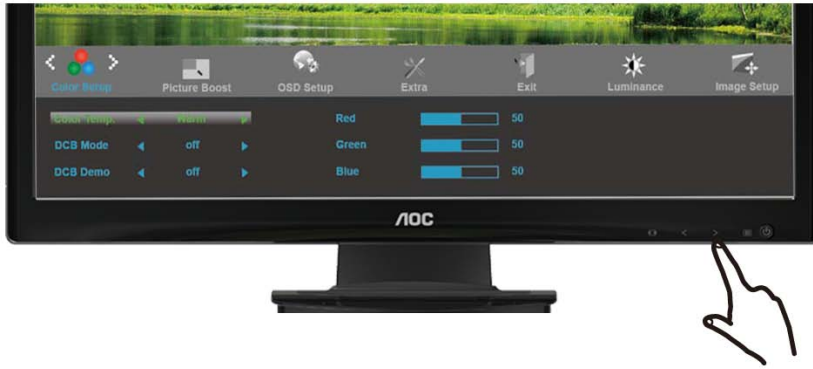 Color Setup
Picture Boost
OSD Setup
Extra
Exit
Luminance
Image Setup
Color Temp. Warm
Red 50
DCB Mode off
Green 50
DCB Demo off
Blue 50
AOC